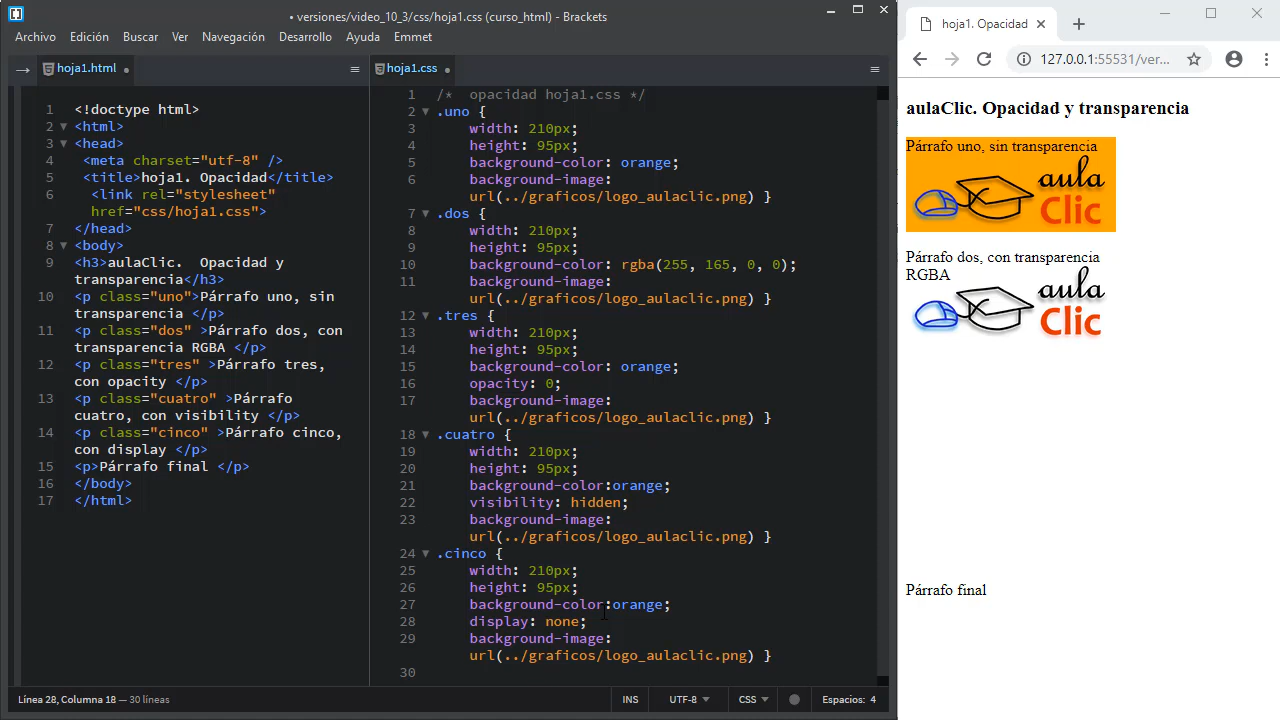 • versiones/video_10_3/css/hoja1.css (curso_html) - Brackets
Archivo Edición Buscar Ver Navegación Desarrollo Ayuda Emmet
hoja1.html •
1 <!doctype html>
2 <html>
3 <head>
4 <meta charset="utf-8" />
5 <title>hoja1. Opacidad</title>
6 <link rel="stylesheet"
href="css/hoja1.css">
7 </head>
8 <body>
9 <h3>aulaClic.  Opacidad y
transparencia</h3>
10 <p class="uno">Párrafo uno, sin
transparencia </p>
11 <p class="dos" >Párrafo dos, con
transparencia RGBA </p>
12 <p class="tres" >Párrafo tres,
con opacity </p>
13 <p class="cuatro" >Párrafo
cuatro, con visibility </p>
14 <p class="cinco" >Párrafo cinco,
con display </p>
15 <p>Párrafo final </p>
16 </body>
17 </html>
hoja1.css •
1 /*  opacidad hoja1.css */
2 .uno {
3 width: 210px;
4 height: 95px;
5 background-color: orange;
6 background-image:
url(../graficos/logo_aulaclic.png) }
7 .dos {
8 width: 210px;
9 height: 95px;
10 background-color: rgba(255, 165, 0, 0);
11 background-image:
url(../graficos/logo_aulaclic.png) }
12 .tres {
13 width: 210px;
14 height: 95px;
15 background-color: orange;
16 opacity: 0;
17 background-image:
url(../graficos/logo_aulaclic.png) }
18 .cuatro {
19 width: 210px;
20 height: 95px;
21 background-color:orange;
22 visibility: hidden;
23 background-image:
url(../graficos/logo_aulaclic.png) }
24 .cinco {
25 width: 210px;
26 height: 95px;
27 background-color:orange;
28 display: none;
29 background-image:
url(../graficos/logo_aulaclic.png) }
30
Línea 28, Columna 18 — 30 líneas
INS UTF-8 CSS Espacios: 4
hoja1. Opacidad
127.0.0.1:55531/ver...
aulaClic. Opacidad y transparencia
Párrafo uno, sin transparencia
aula
Clic
Párrafo dos, con transparencia
RGBA
aula
Clic
Párrafo final